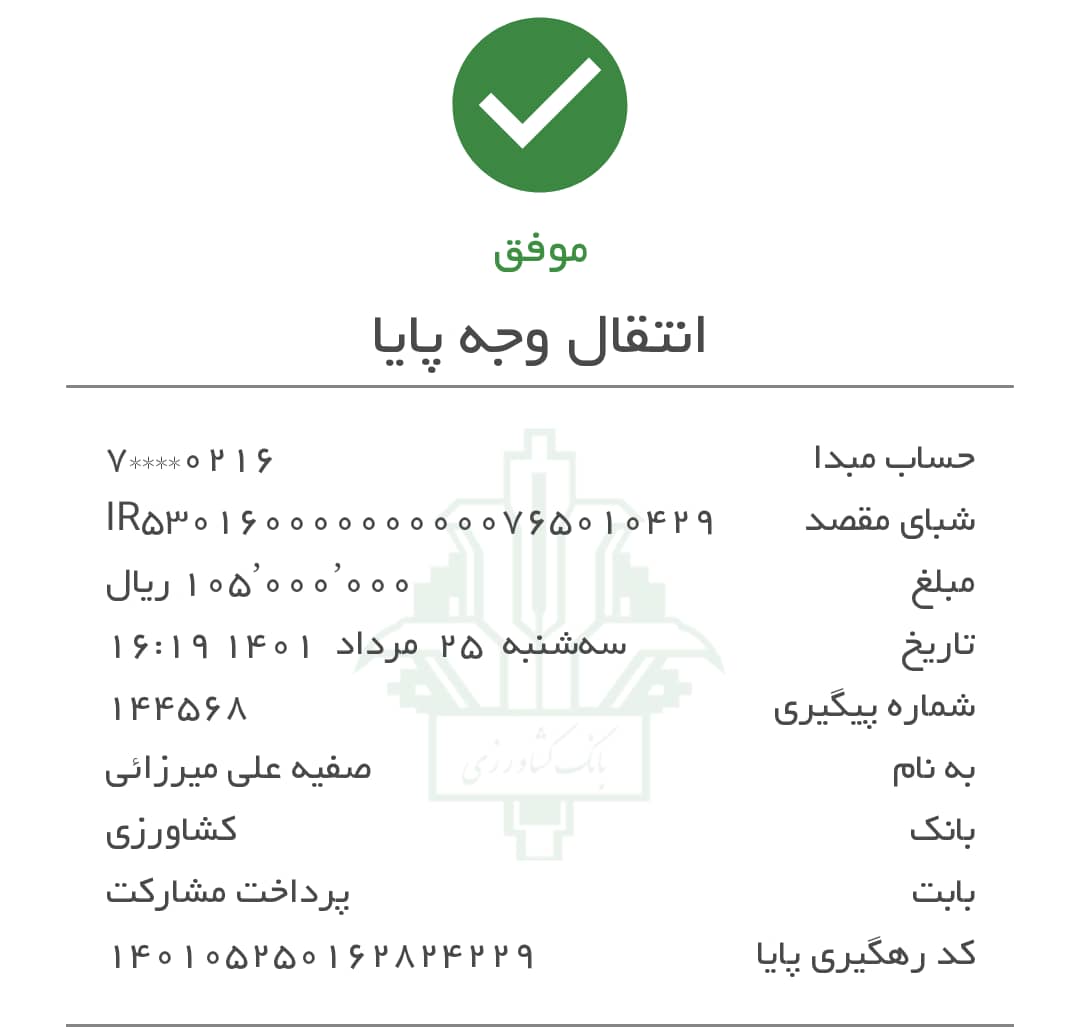 موفق
انتقال وجه پایا
حساب مبدا ۷****۰۲۱۶
شبای مقصد IR۵۳۰۱۶۰۰۰۰۰۰۰۰۰۰۷۶۵۰۱۰۴۲۹
مبلغ ۱۰۵٬۰۰۰٬۰۰۰ ریال
تاریخ سه‌شنبه ۲۵ مرداد ۱۴۰۱ ۱۶:۱۹
شماره پیگیری ۱۴۴۵۶۸
به نام صفیه علی میرزائی
بانک کشاورزی
بابت پرداخت مشارکت
کد رهگیری پایا ۱۴۰۱۰۵۲۵۰۱۶۲۸۲۴۲۲۹
بانک کشاورزی